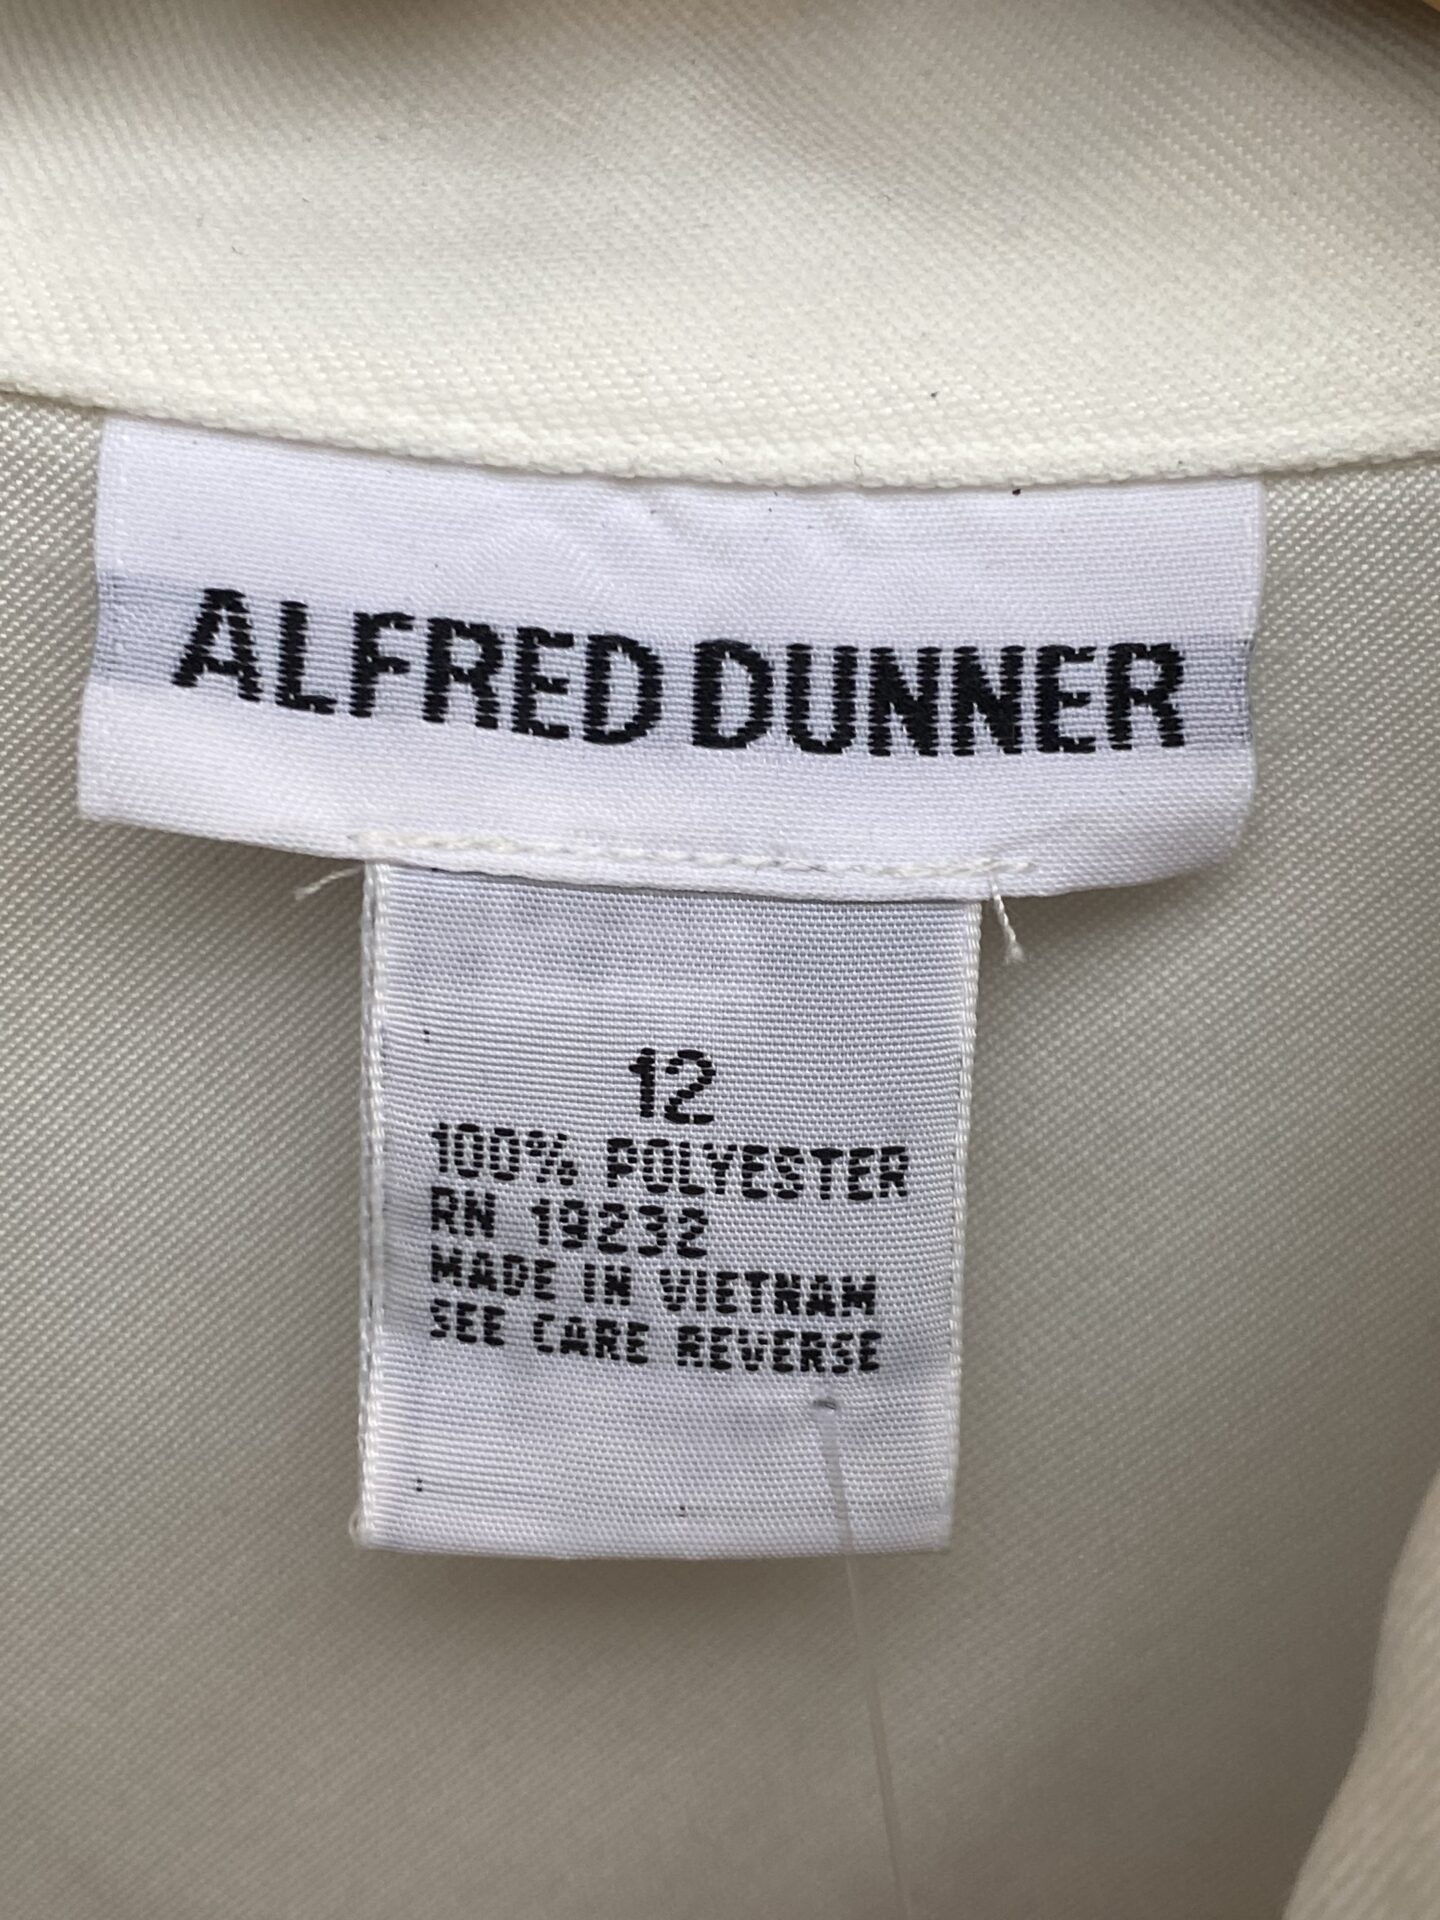 ALFRED DUNNER
12
100% POLYESTER
RN 19232
MADE IN VIETNAM
SEE CARE REVERSE